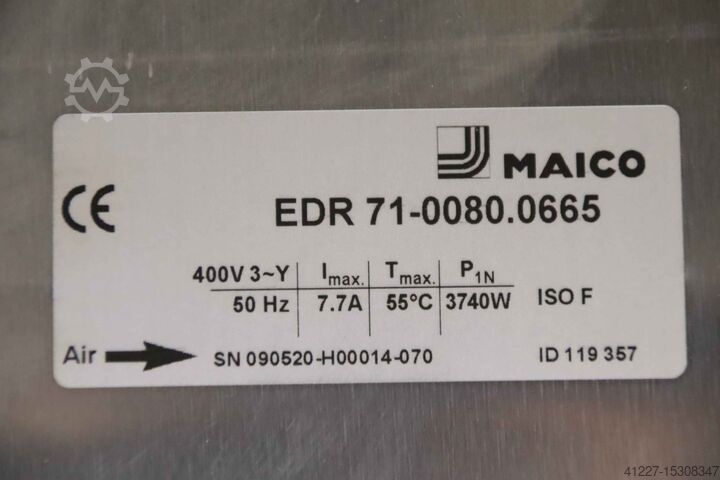 MAICO
EDR 71-0080.0665
400V 3~Y Imax. Tmax. P1N
50 Hz 7.7A 55°C 3740W ISO F
Air SN 090520-H00014-070 ID 119 357
41227-15308347